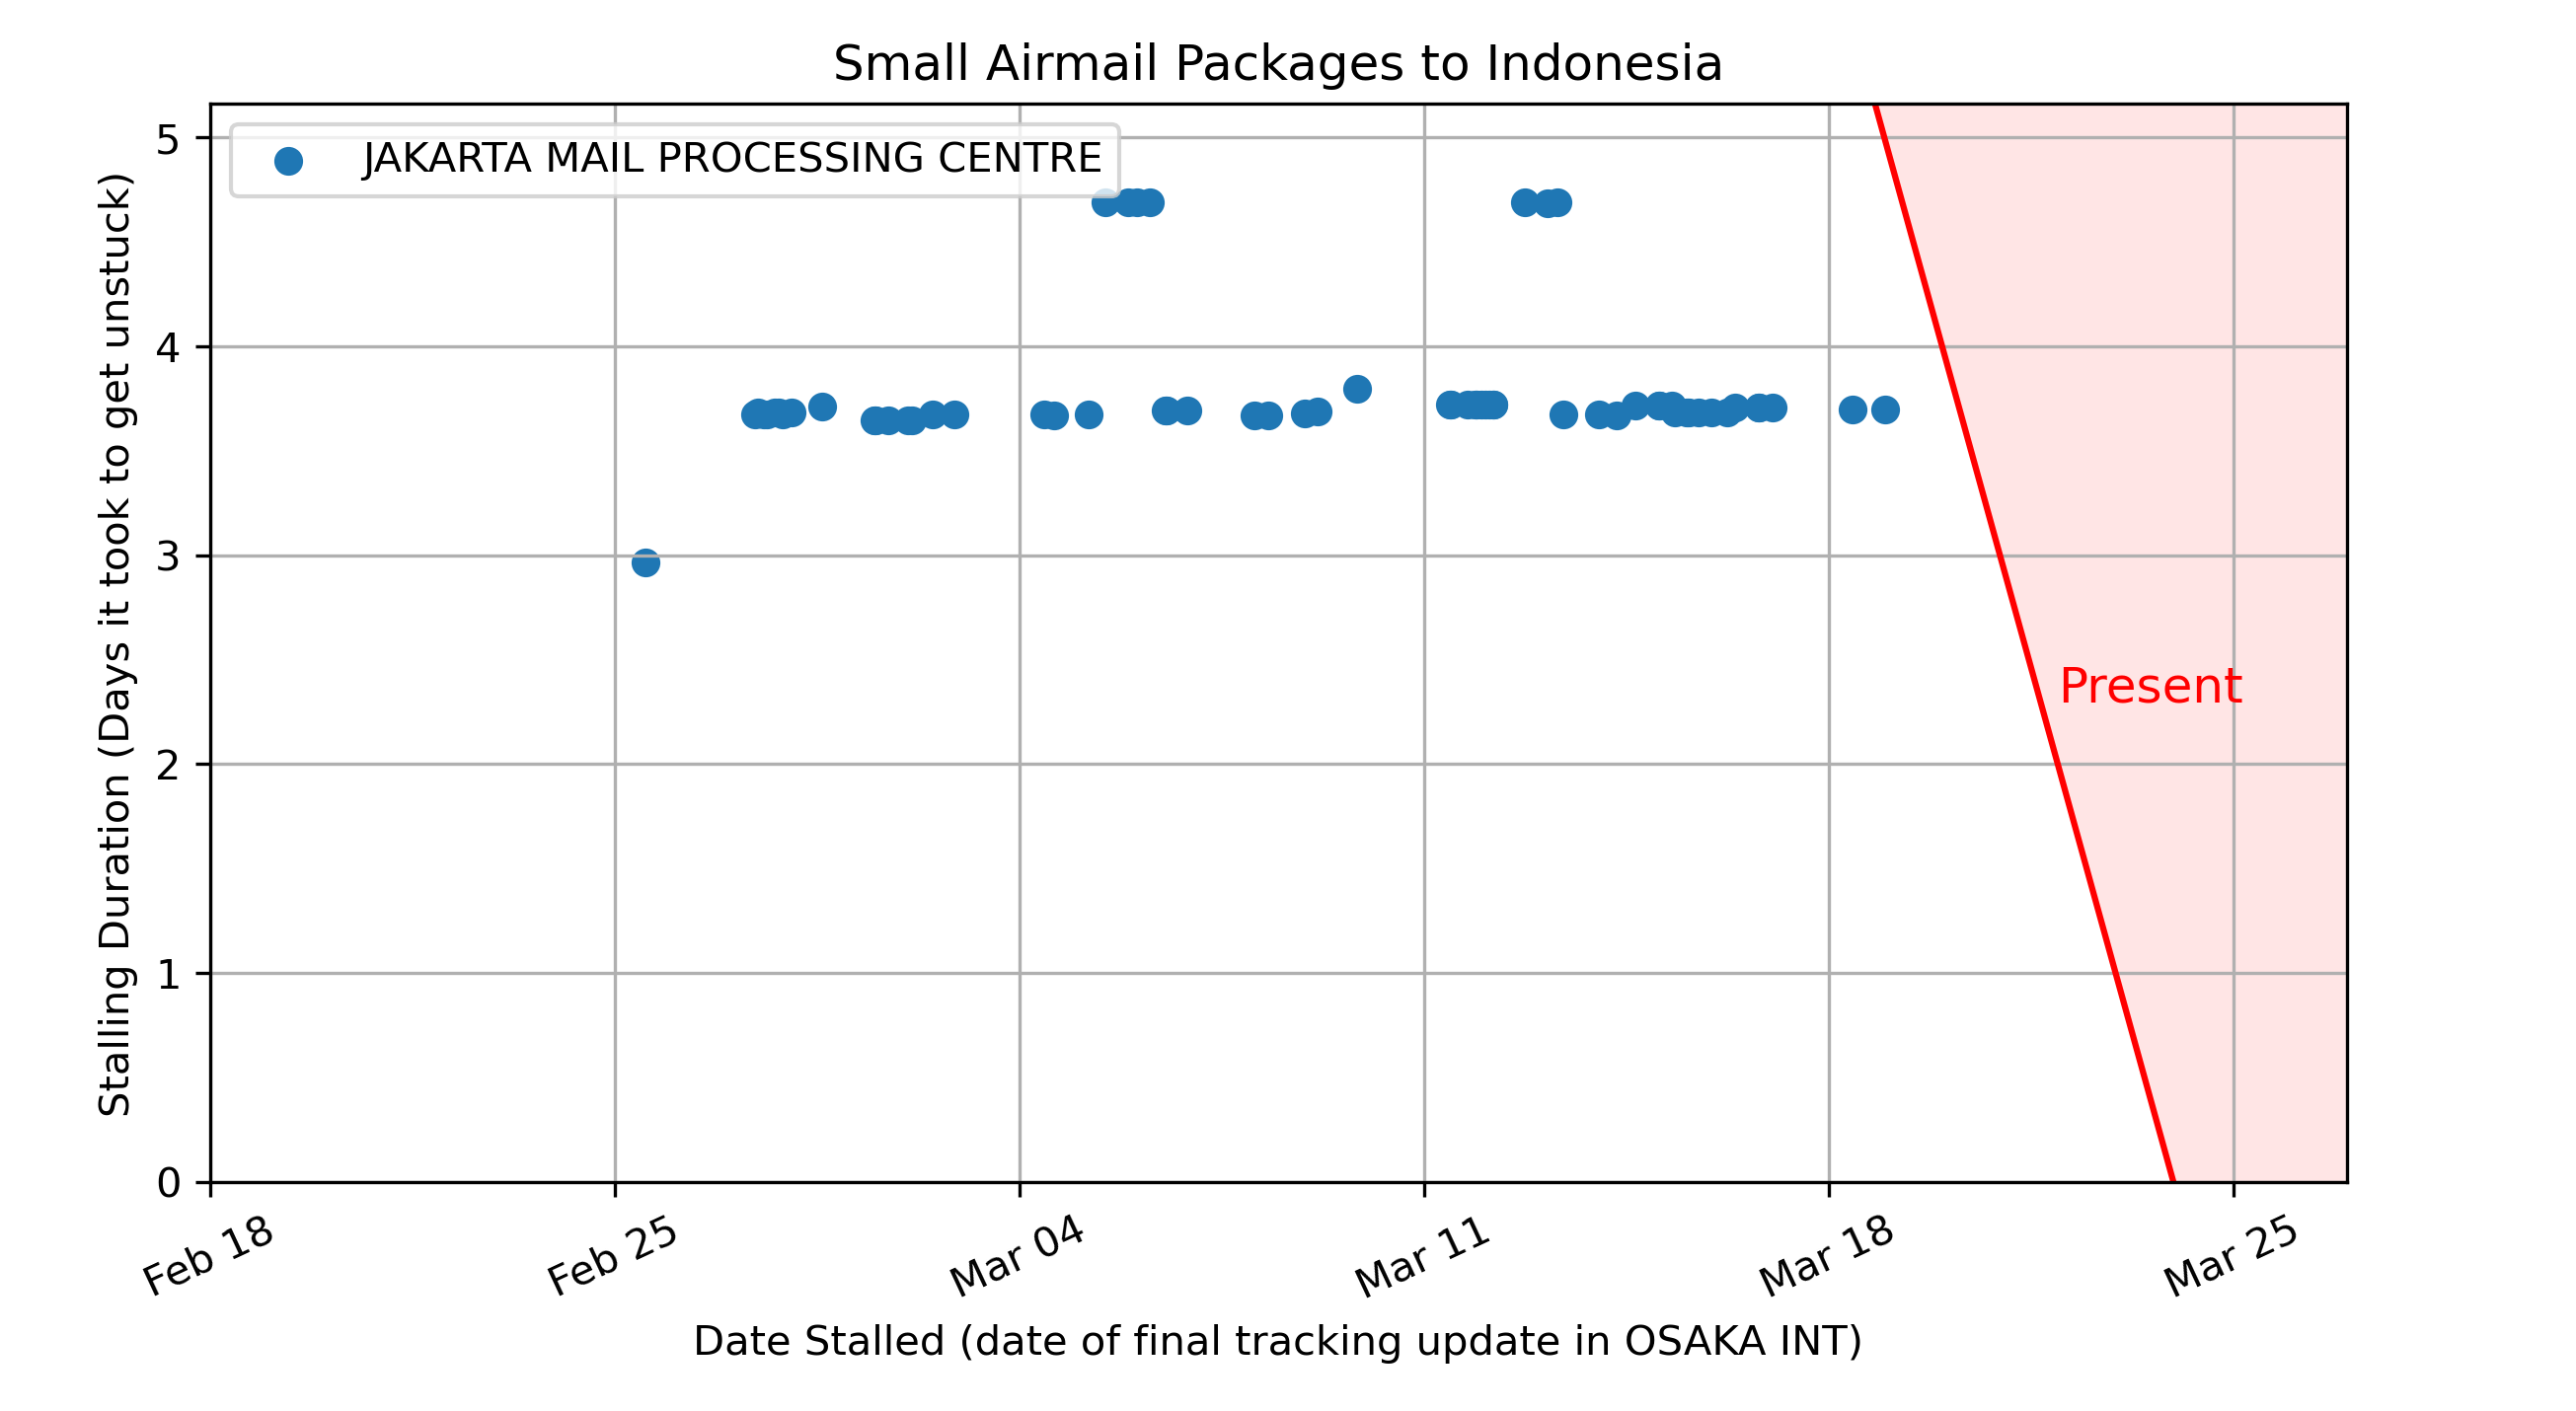 Small Airmail Packages to Indonesia
JAKARTA MAIL PROCESSING CENTRE
Stalling Duration (Days it took to get unstuck)
5
4
3
2
1
0
Present
Feb 18
Feb 25
Mar 04
Mar 11
Mar 18
Mar 25
Date Stalled (date of final tracking update in OSAKA INT)